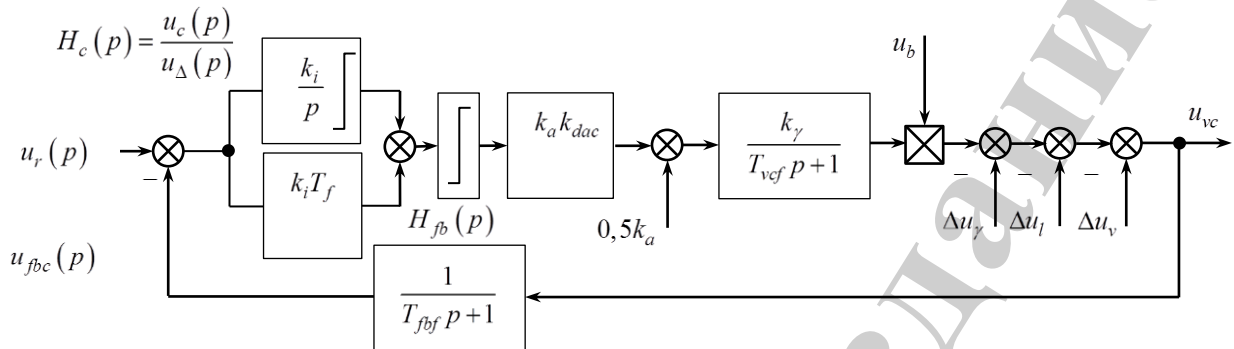 H_c(p) = u_c(p) / u_Δ(p)
k_i / p
u_b
k_a k_dac
k_γ / (T_vcf p + 1)
u_vc
u_r(p)
−
k_i T_f
H_fb(p)
0,5k_a
− − −
Δu_γ Δu_l Δu_v
u_fbc(p)
1 / (T_fbf p + 1)
здани